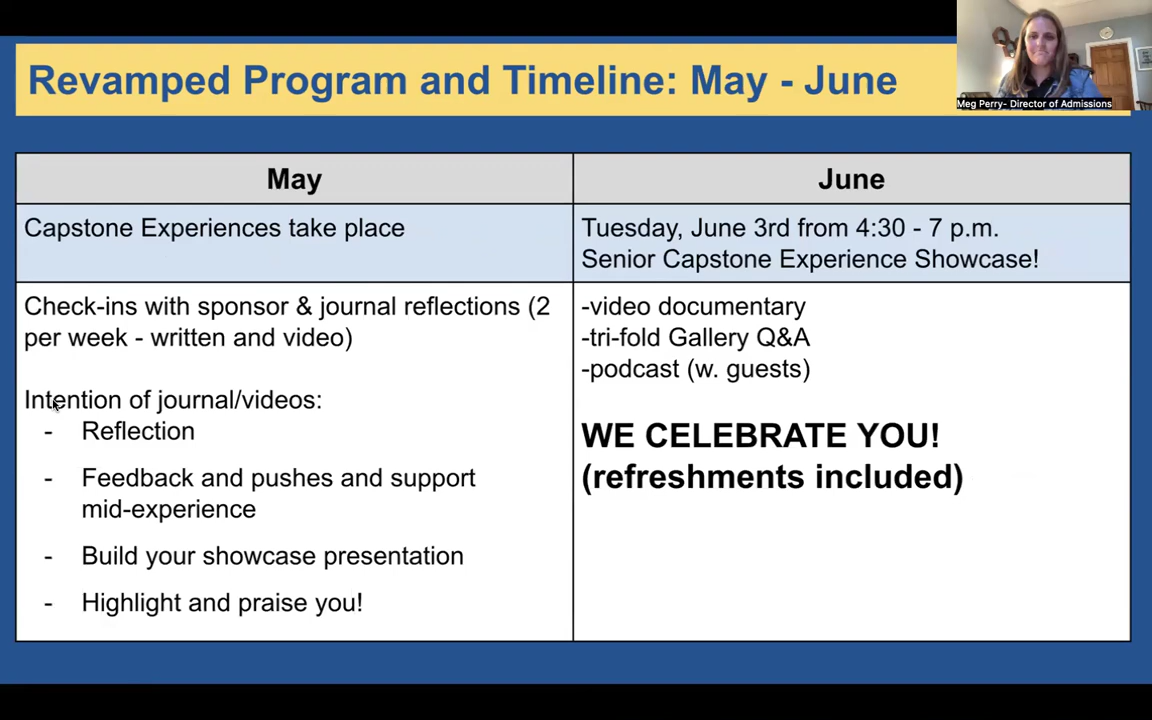 Revamped Program and Timeline: May - June
Meg Perry- Director of Admissions
May
June
Capstone Experiences take place
Tuesday, June 3rd from 4:30 - 7 p.m.
Senior Capstone Experience Showcase!
Check-ins with sponsor & journal reflections (2
per week - written and video)
Intention of journal/videos:
- Reflection
- Feedback and pushes and support
mid-experience
- Build your showcase presentation
- Highlight and praise you!
-video documentary
-tri-fold Gallery Q&A
-podcast (w. guests)
WE CELEBRATE YOU!
(refreshments included)